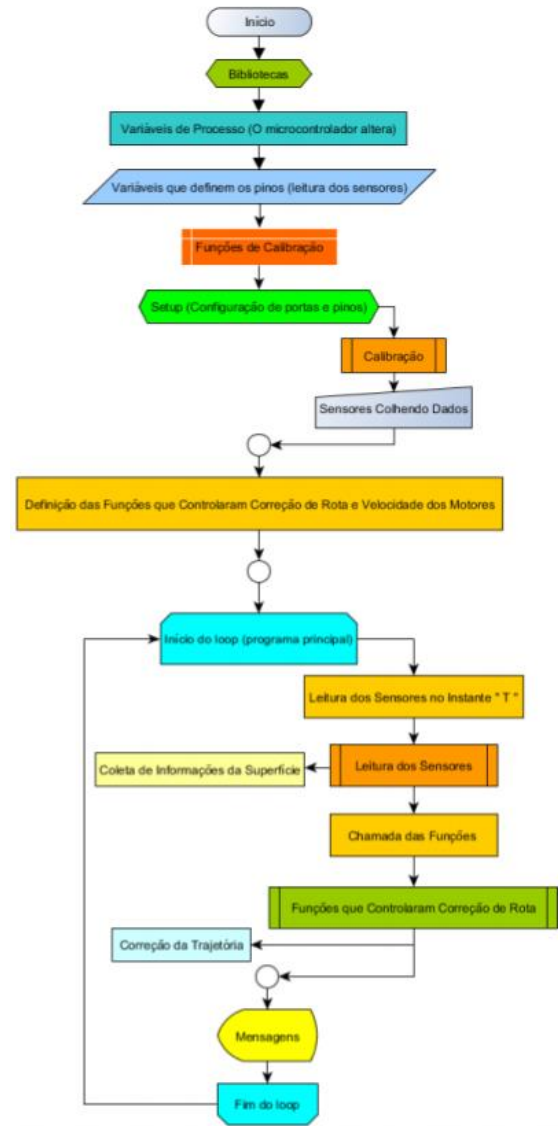 Início
Bibliotecas
Variáveis de Processo (O microcontrolador altera)
Variáveis que definem os pinos (leitura dos sensores)
Funções de Calibração
Setup (Configuração de portas e pinos)
Calibração
Sensores Colhendo Dados
Definição das Funções que Controlaram Correção de Rota e Velocidade dos Motores
Início do loop (programa principal)
Leitura dos Sensores no Instante " T "
Coleta de Informações da Superfície
Leitura dos Sensores
Chamada das Funções
Funções que Controlaram Correção de Rota
Correção da Trajetória
Mensagens
Fim do loop